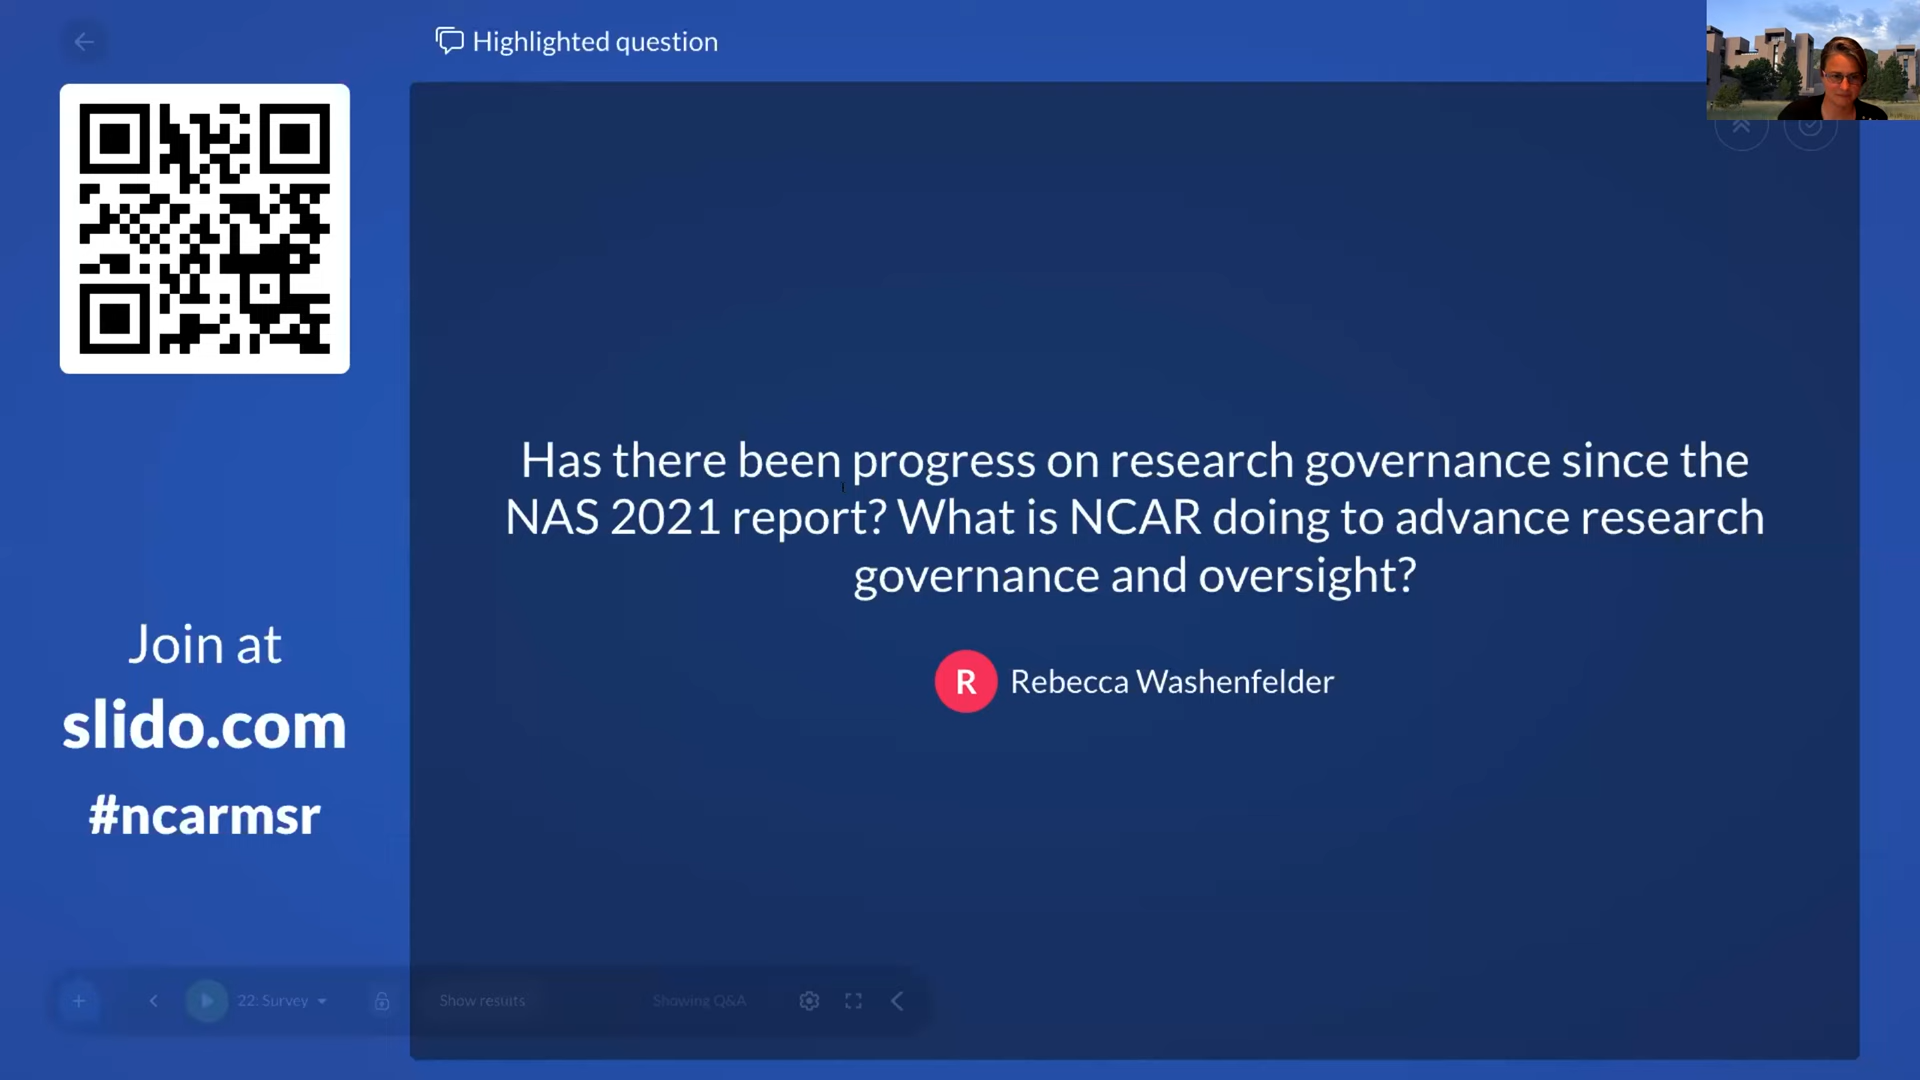 Highlighted question
Has there been progress on research governance since the
NAS 2021 report? What is NCAR doing to advance research
governance and oversight?
R Rebecca Washenfelder
Join at
slido.com
#ncarmsr
22: Survey
Show results
Showing Q&A